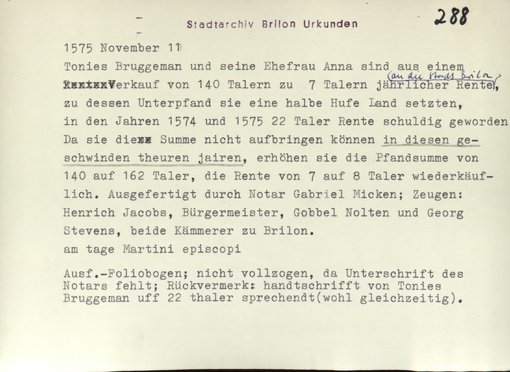 Stadtarchiv Brilon Urkunden
288
1575 November 11
Tonies Bruggeman und seine Ehefrau Anna sind aus einem
(an die Stadt Brilon)
Verkauf von 140 Talern zu 7 Talern jährlicher Rente,
zu dessen Unterpfand sie eine halbe Hufe Land setzten,
in den Jahren 1574 und 1575 22 Taler Rente schuldig geworden
Da sie die Summe nicht aufbringen können in diesen ge-
schwinden theuren jairen, erhöhen sie die Pfandsumme von
140 auf 162 Taler, die Rente von 7 auf 8 Taler wiederkäuf-
lich. Ausgefertigt durch Notar Gabriel Micken; Zeugen:
Henrich Jacobs, Bürgermeister, Gobbel Nolten und Georg
Stevens, beide Kämmerer zu Brilon.
am tage Martini episcopi
Ausf.-Foliobogen; nicht vollzogen, da Unterschrift des
Notars fehlt; Rückvermerk: handtschrifft von Tonies
Bruggeman uff 22 thaler sprechendt(wohl gleichzeitig).